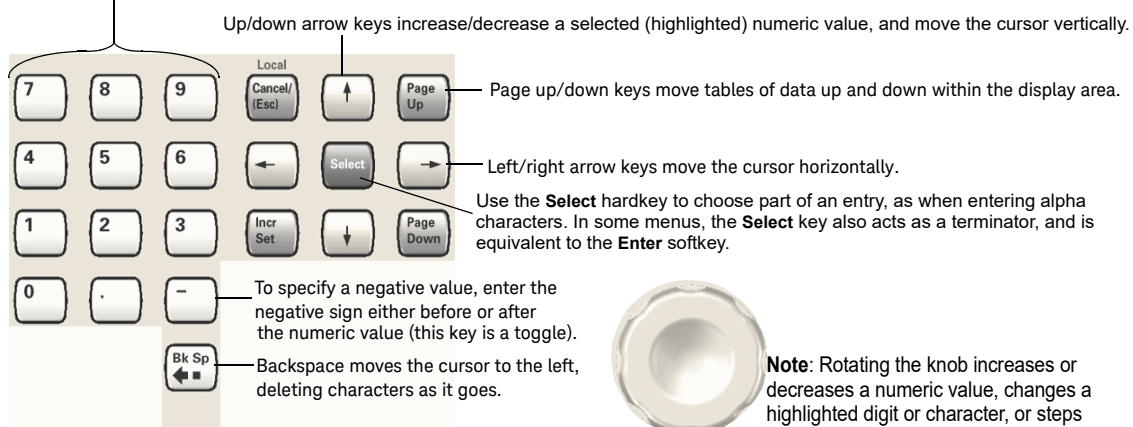 Up/down arrow keys increase/decrease a selected (highlighted) numeric value, and move the cursor vertically.
Local
7 8 9 Cancel/ (Esc) Page Up
Page up/down keys move tables of data up and down within the display area.
4 5 6 Select
Left/right arrow keys move the cursor horizontally.
Use the Select hardkey to choose part of an entry, as when entering alpha
characters. In some menus, the Select key also acts as a terminator, and is
equivalent to the Enter softkey.
1 2 3 Incr Set Page Down
0 . −
To specify a negative value, enter the
negative sign either before or after
the numeric value (this key is a toggle).
Bk Sp
Backspace moves the cursor to the left,
deleting characters as it goes.
Note: Rotating the knob increases or
decreases a numeric value, changes a
highlighted digit or character, or steps